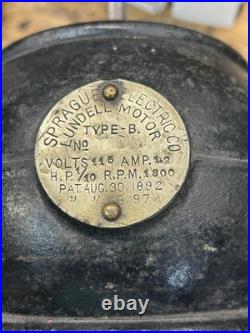 SPRAGUE ELECTRIC CO.
LUNDELL MOTOR
TYPE-B.
No
VOLTS 115 AMP. 1.2
H.P. 1/10 R.P.M. 1800
PAT. AUG. 30. 1892
" " 97